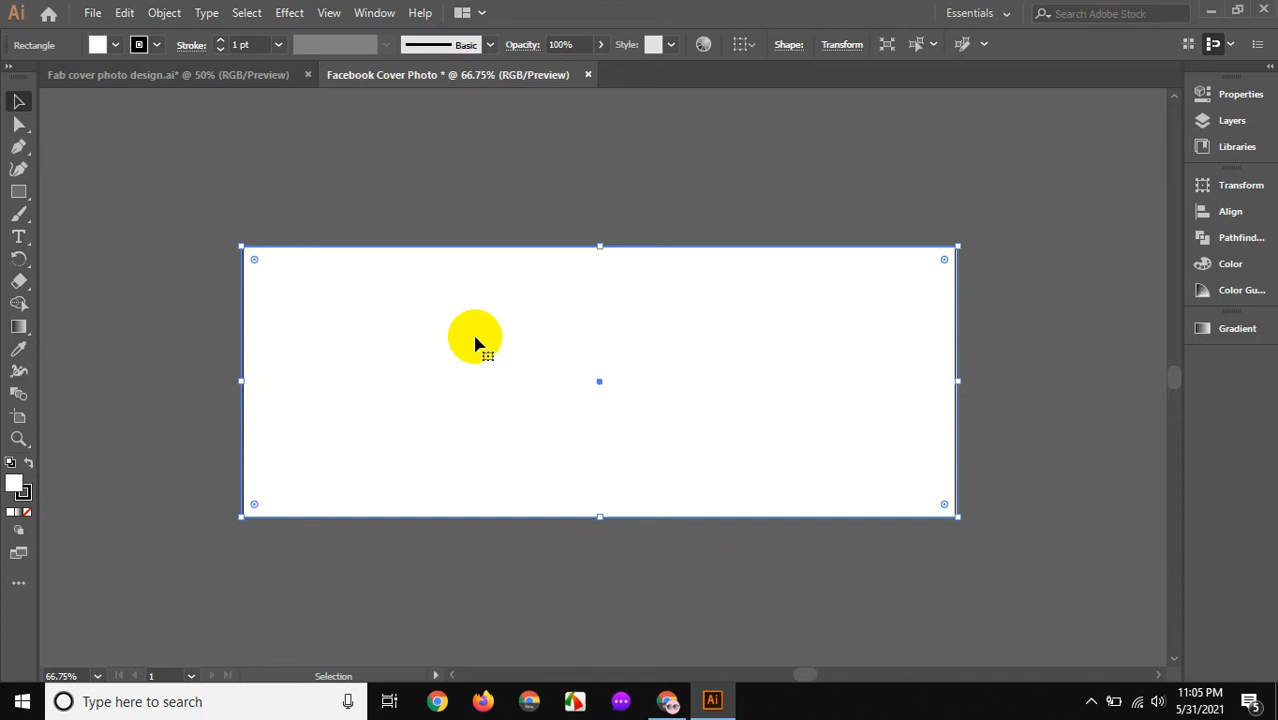 Ai File Edit Object Type Select Effect View Window Help Essentials Search Adobe Stock
Rectangle Stroke: 1 pt Basic Opacity: 100% Style: Shape: Transform
Fab cover photo design.ai* @ 50% (RGB/Preview) × Facebook Cover Photo * @ 66.75% (RGB/Preview) ×
Properties
Layers
Libraries
Transform
Align
Pathfind...
Color
Color Gu...
Gradient
66.75% 1 Selection
Type here to search Ai 11:05 PM
5/31/2021 5